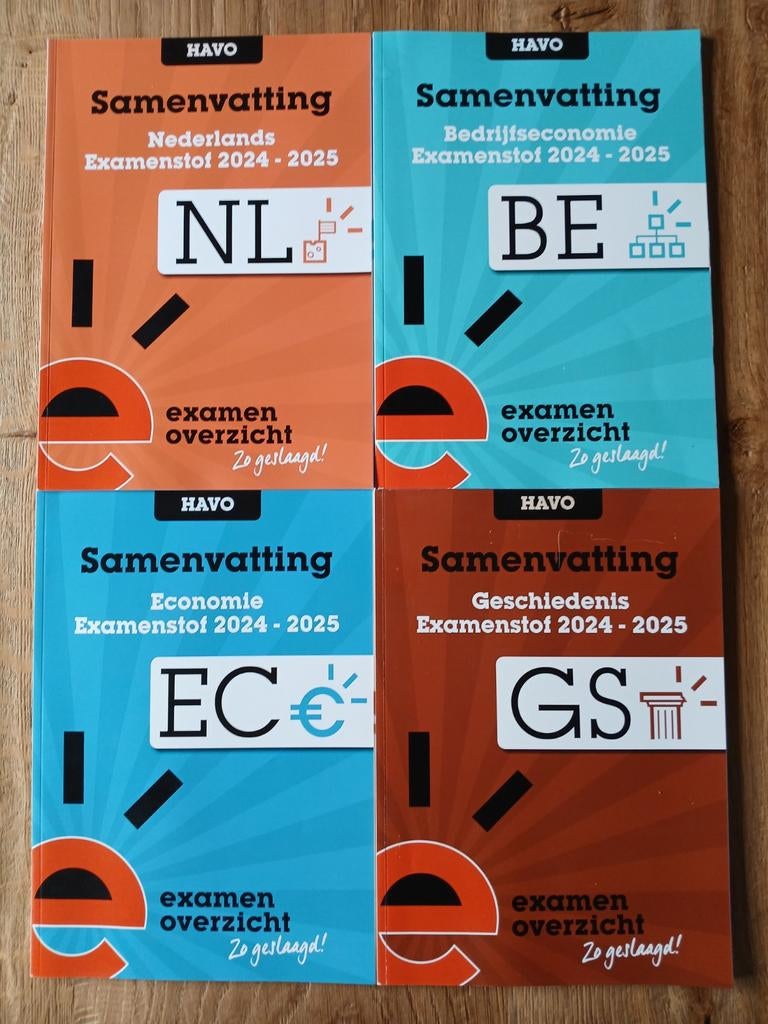 HAVO
Samenvatting
Nederlands
Examenstof 2024 - 2025
NL
examen
overzicht
Zo geslaagd!
HAVO
Samenvatting
Bedrijfseconomie
Examenstof 2024 - 2025
BE
examen
overzicht
Zo geslaagd!
HAVO
Samenvatting
Economie
Examenstof 2024 - 2025
EC €
examen
overzicht
Zo geslaagd!
HAVO
Samenvatting
Geschiedenis
Examenstof 2024 - 2025
GS
examen
overzicht
Zo geslaagd!